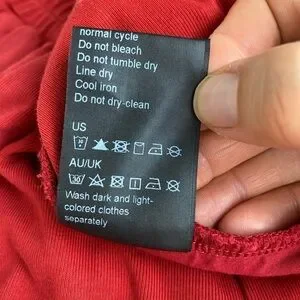 normal cycle
Do not bleach
Do not tumble dry
Line dry
Cool iron
Do not dry-clean
US
AU/UK
30
Wash dark and light-
colored clothes
separately